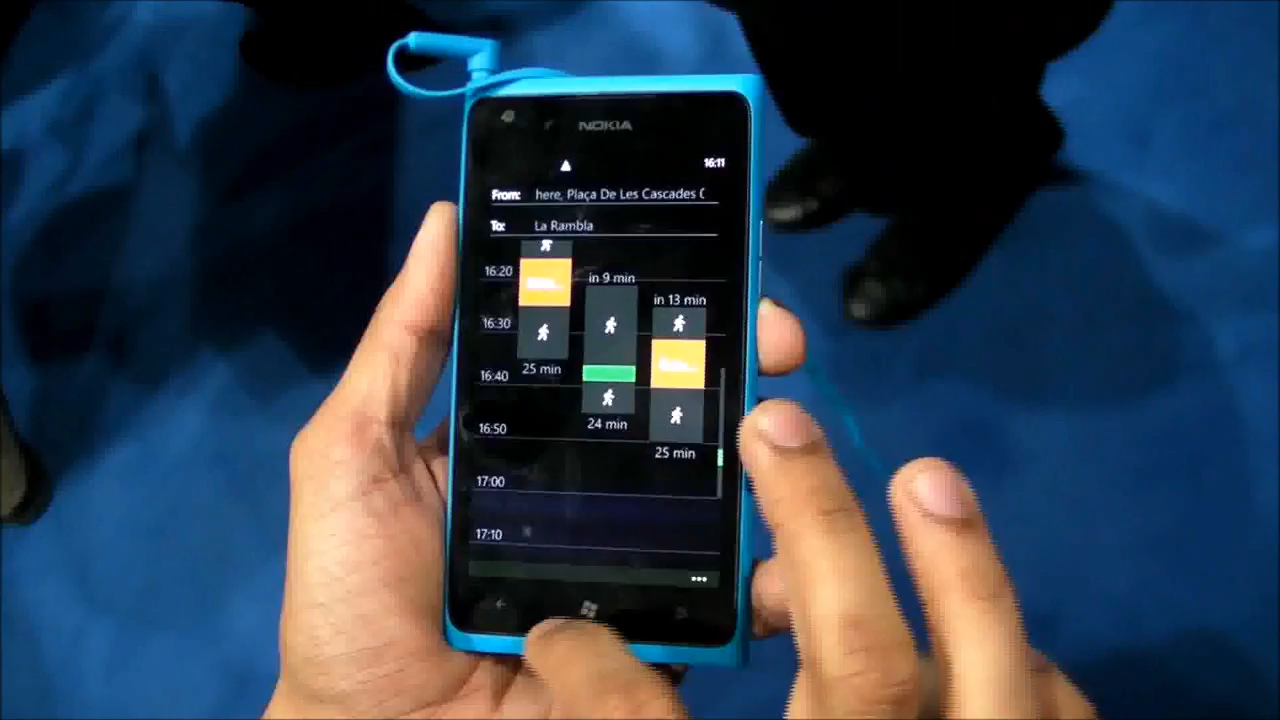 NOKIA
16:11
From: here, Plaça De Les Cascades
To: La Rambla
16:20
in 9 min
in 13 min
16:30
25 min
16:40
24 min
16:50
25 min
17:00
17:10
...